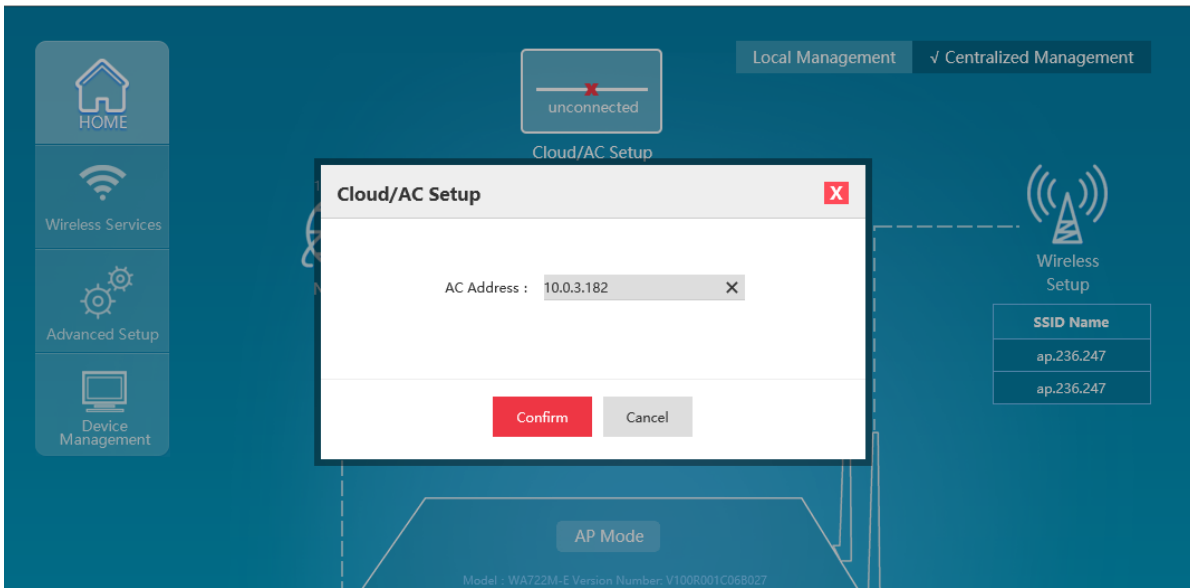 Local Management
√ Centralized Management
HOME
unconnected
Cloud/AC Setup
Cloud/AC Setup
X
Wireless Services
AC Address : 10.0.3.182
Wireless
Setup
SSID Name
ap.236.247
ap.236.247
Advanced Setup
Confirm
Cancel
Device
Management
AP Mode
Model : WA722M-E Version Number: V100R001C06B027